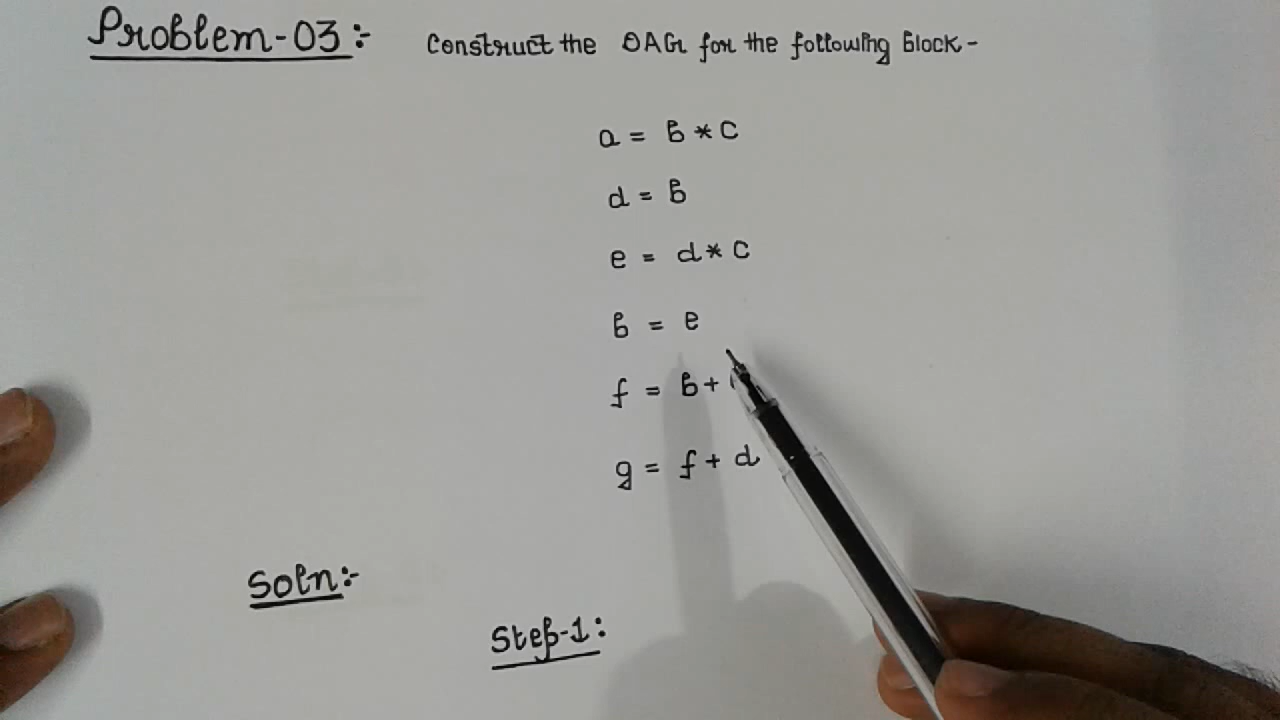 Problem-03:-
Construct the DAG for the following Block-
a = b * c
d = b
e = d * c
b = e
f = b +
g = f + d
Soln:-
Step-1: